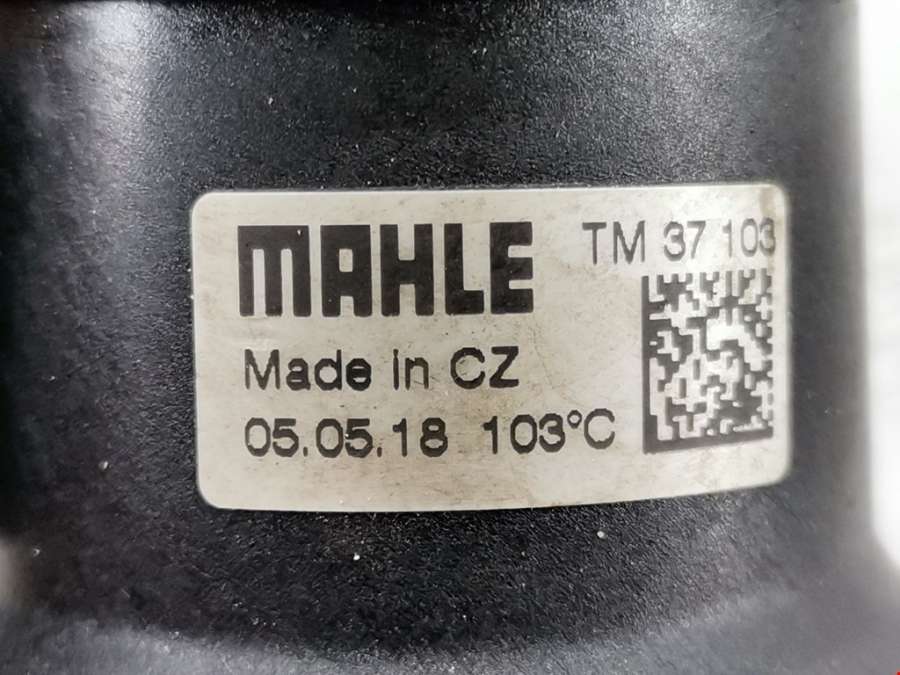 MAHLE TM 37 103
Made in CZ
05.05.18 103°C